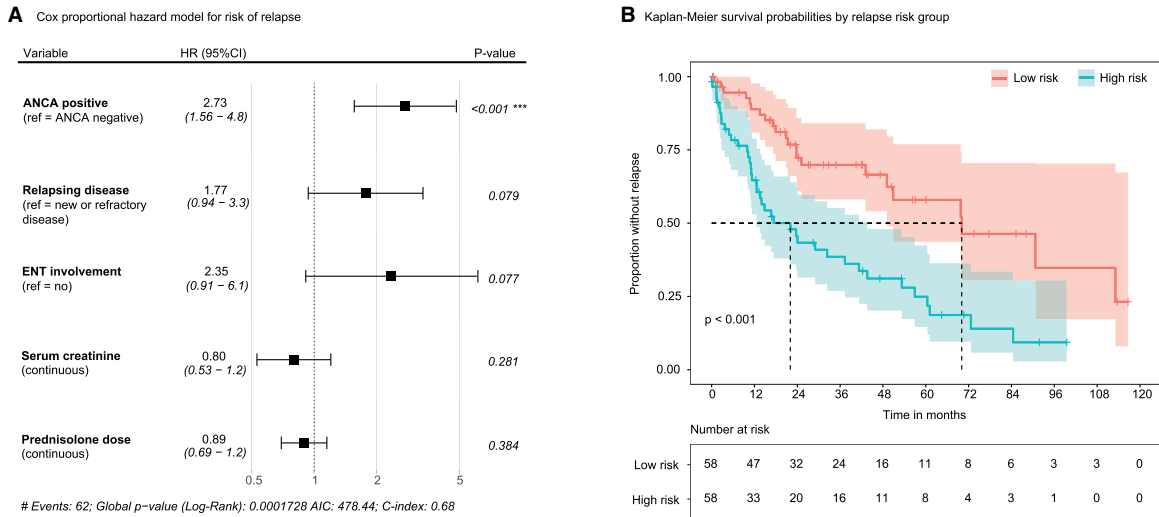 A Cox proportional hazard model for risk of relapse
Variable HR (95%CI) P-value
ANCA positive 2.73 <0.001 ***
(ref = ANCA negative) (1.56 − 4.8)
Relapsing disease 1.77 0.079
(ref = new or refractory (0.94 − 3.3)
disease)
ENT involvement 2.35 0.077
(ref = no) (0.91 − 6.1)
Serum creatinine 0.80 0.281
(continuous) (0.53 − 1.2)
Prednisolone dose 0.89 0.384
(continuous) (0.69 − 1.2)
0.5 1 2 5
# Events: 62; Global p−value (Log−Rank): 0.0001728 AIC: 478.44; C−index: 0.68
B Kaplan-Meier survival probabilities by relapse risk group
Low risk High risk
Proportion without relapse
1.00
0.75
0.50
0.25
0.00
p < 0.001
0 12 24 36 48 60 72 84 96 108 120
Time in months
Number at risk
Low risk 58 47 32 24 16 11 8 6 3 3 0
High risk 58 33 20 16 11 8 4 3 1 0 0